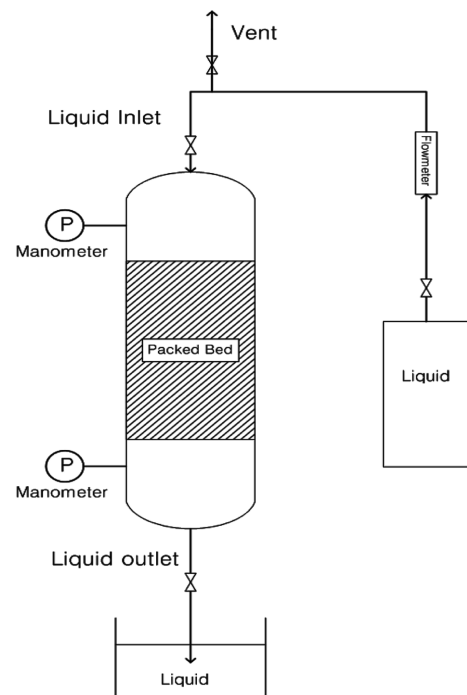 Vent
Liquid Inlet
Flowmeter
P
Manometer
Packed Bed
Liquid
P
Manometer
Liquid outlet
Liquid